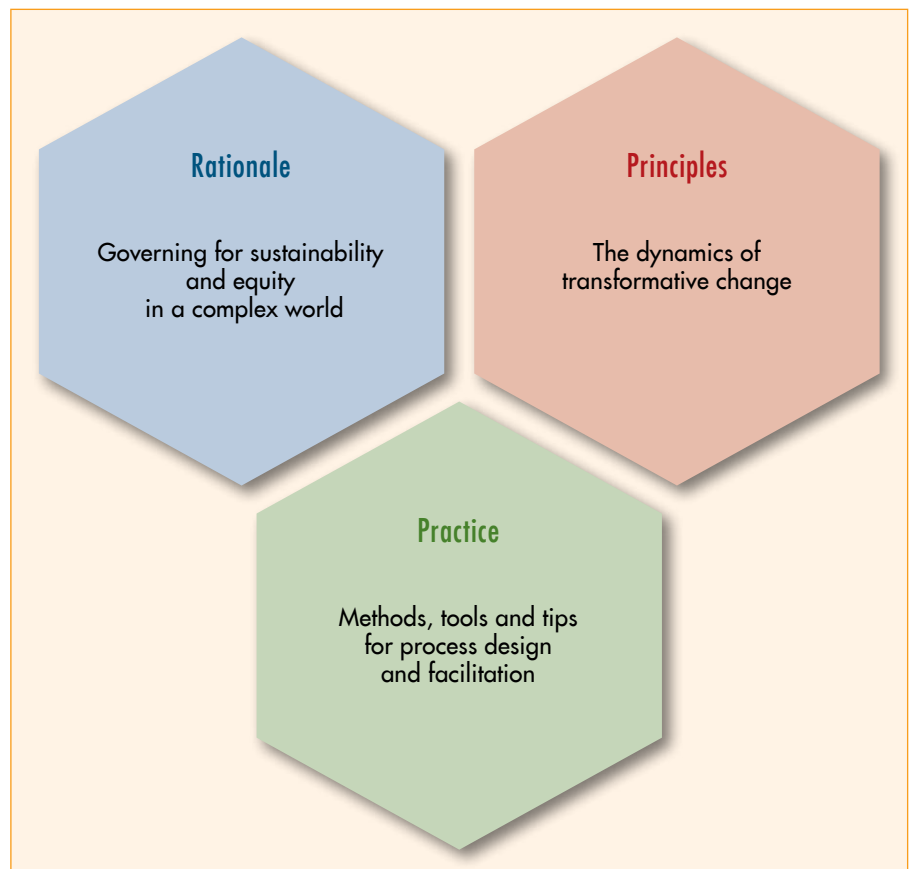 Rationale
Governing for sustainability
and equity
in a complex world
Principles
The dynamics of
transformative change
Practice
Methods, tools and tips
for process design
and facilitation